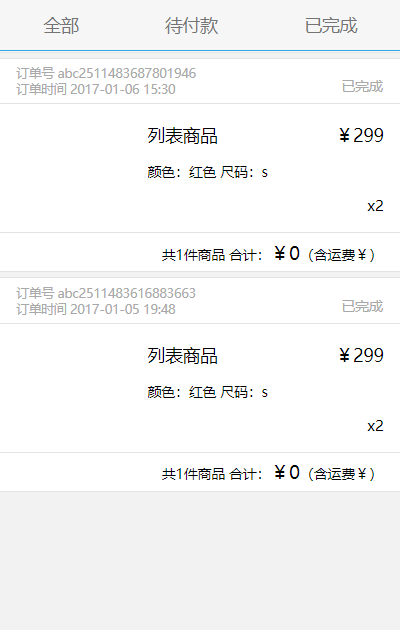 全部 待付款 已完成
订单号 abc2511483687801946
订单时间 2017-01-06 15:30 已完成
列表商品 ¥299
颜色：红色 尺码：s
x2
共1件商品 合计：¥0（含运费¥）
订单号 abc2511483616883663
订单时间 2017-01-05 19:48 已完成
列表商品 ¥299
颜色：红色 尺码：s
x2
共1件商品 合计：¥0（含运费¥）